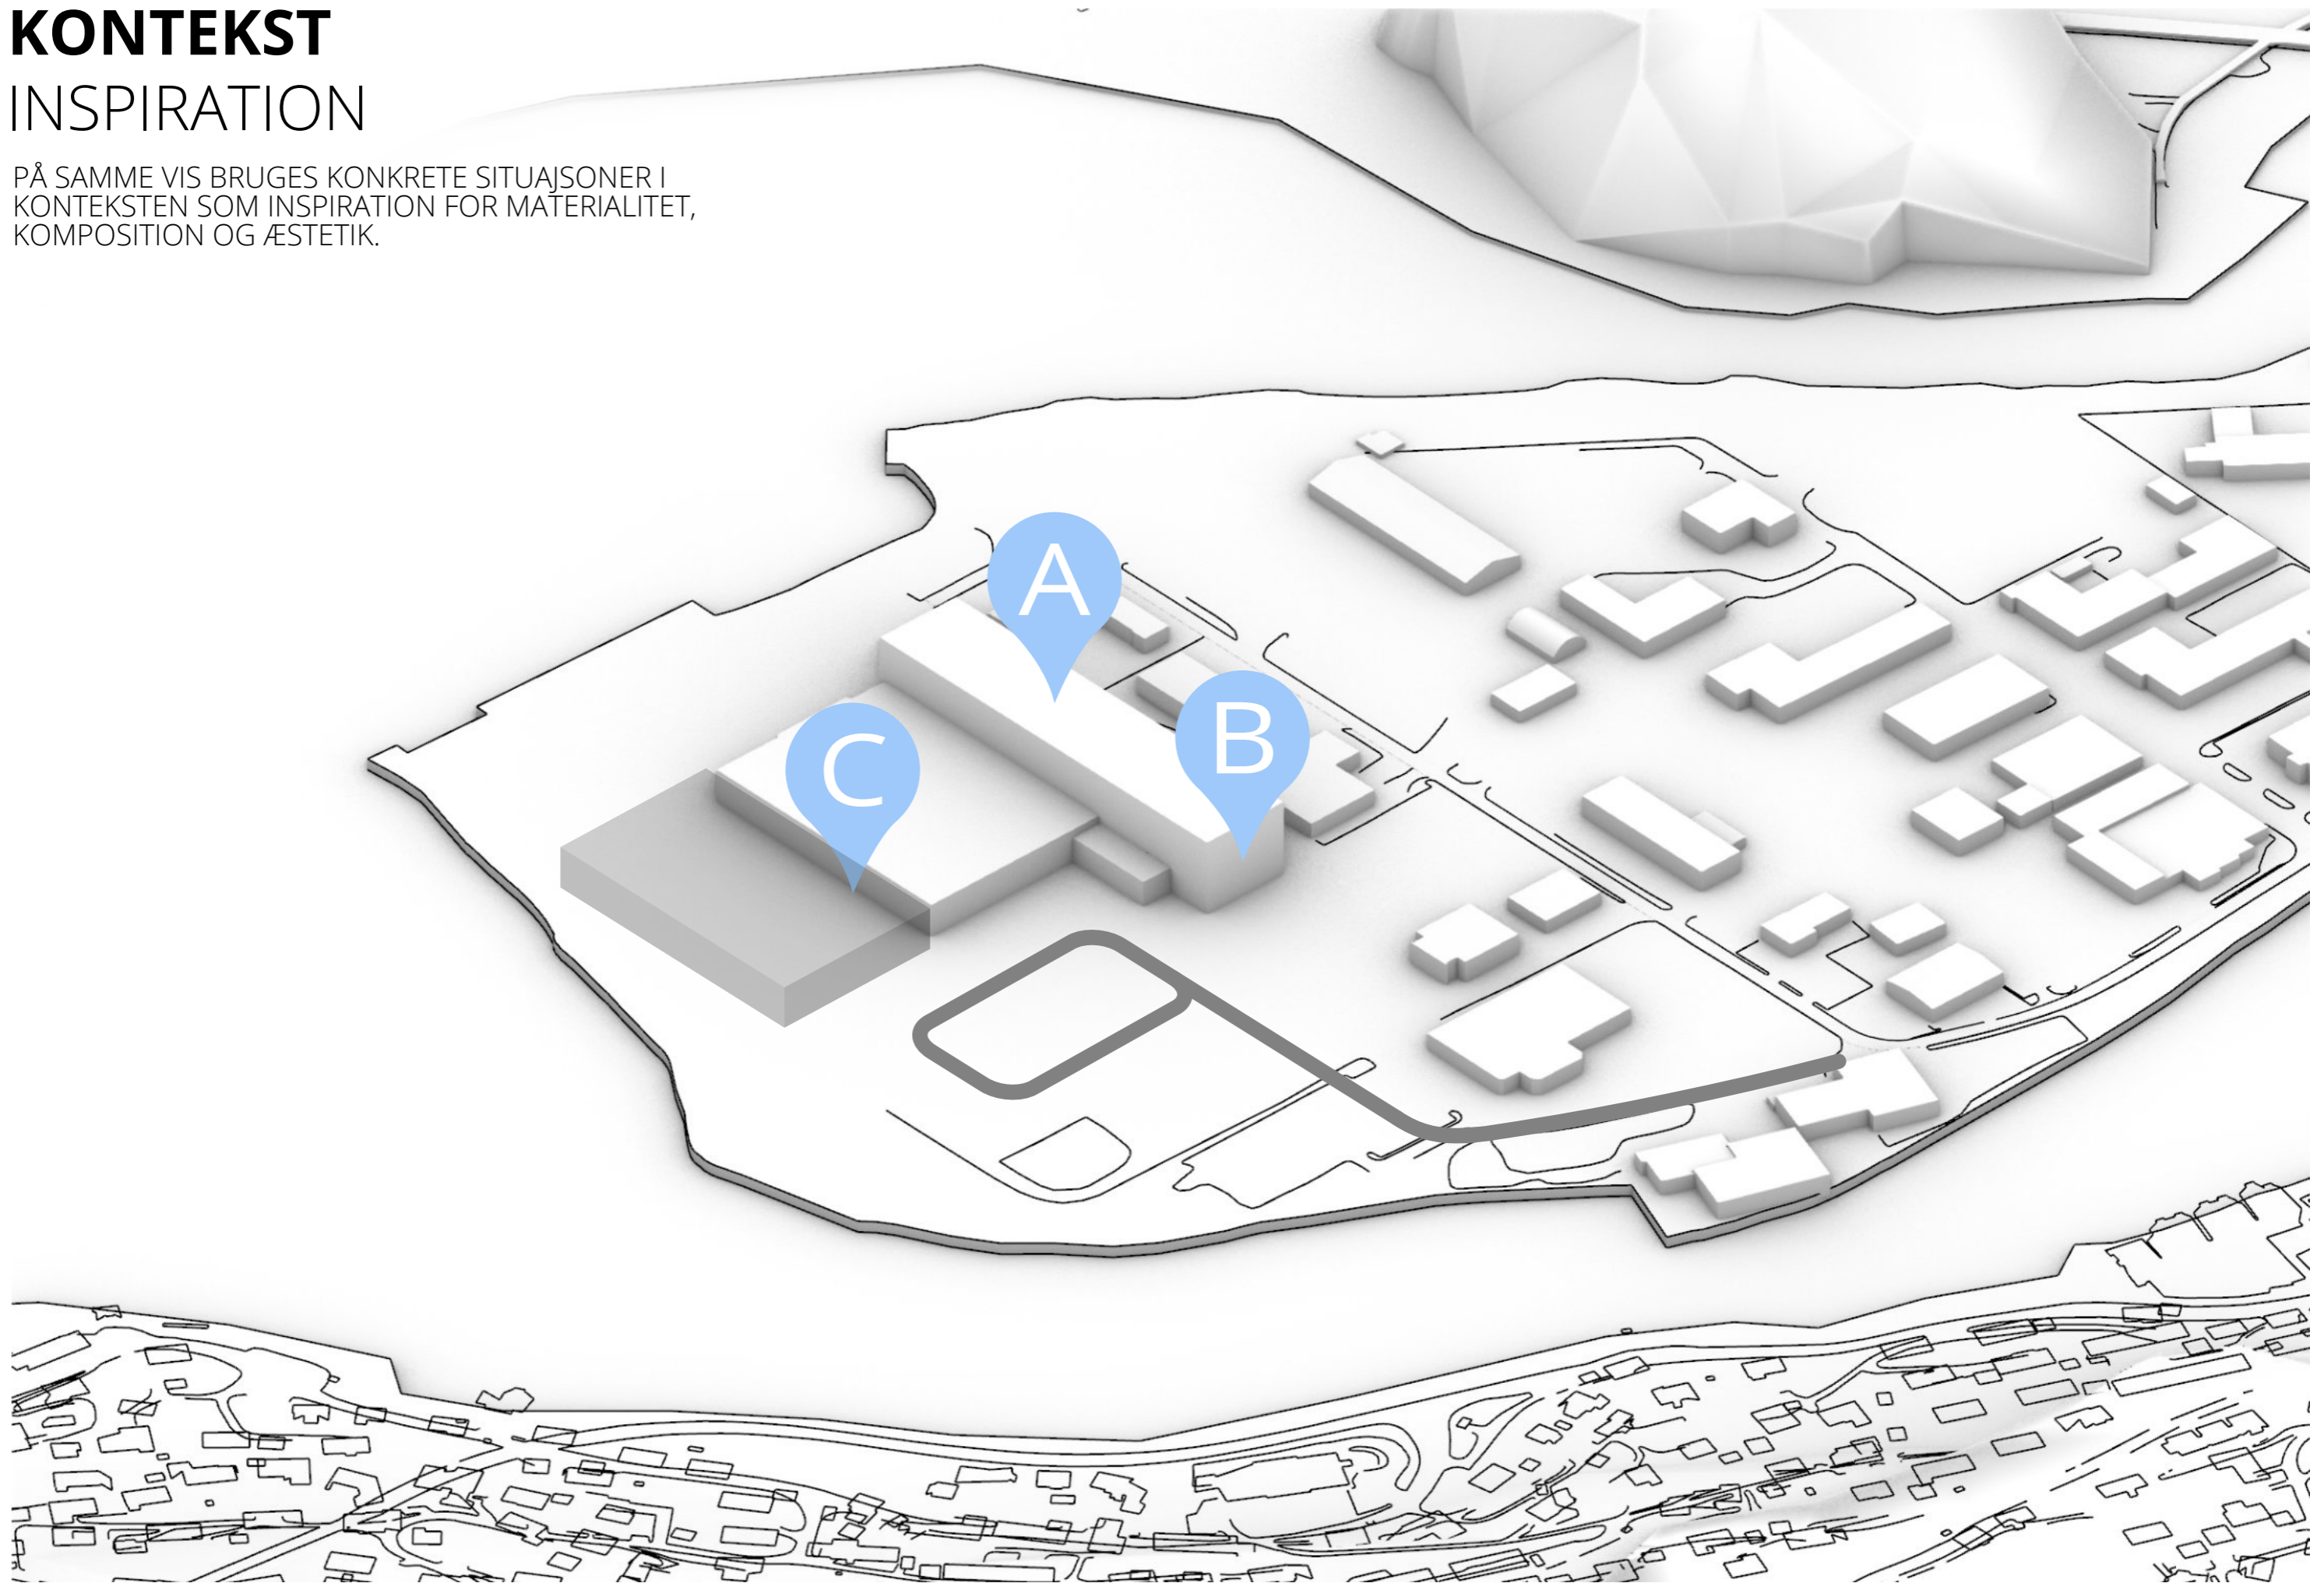 KONTEKST
INSPIRATION
PÅ SAMME VIS BRUGES KONKRETE SITUAJSONER I
KONTEKSTEN SOM INSPIRATION FOR MATERIALITET,
KOMPOSITION OG ÆSTETIK.
A
B
C